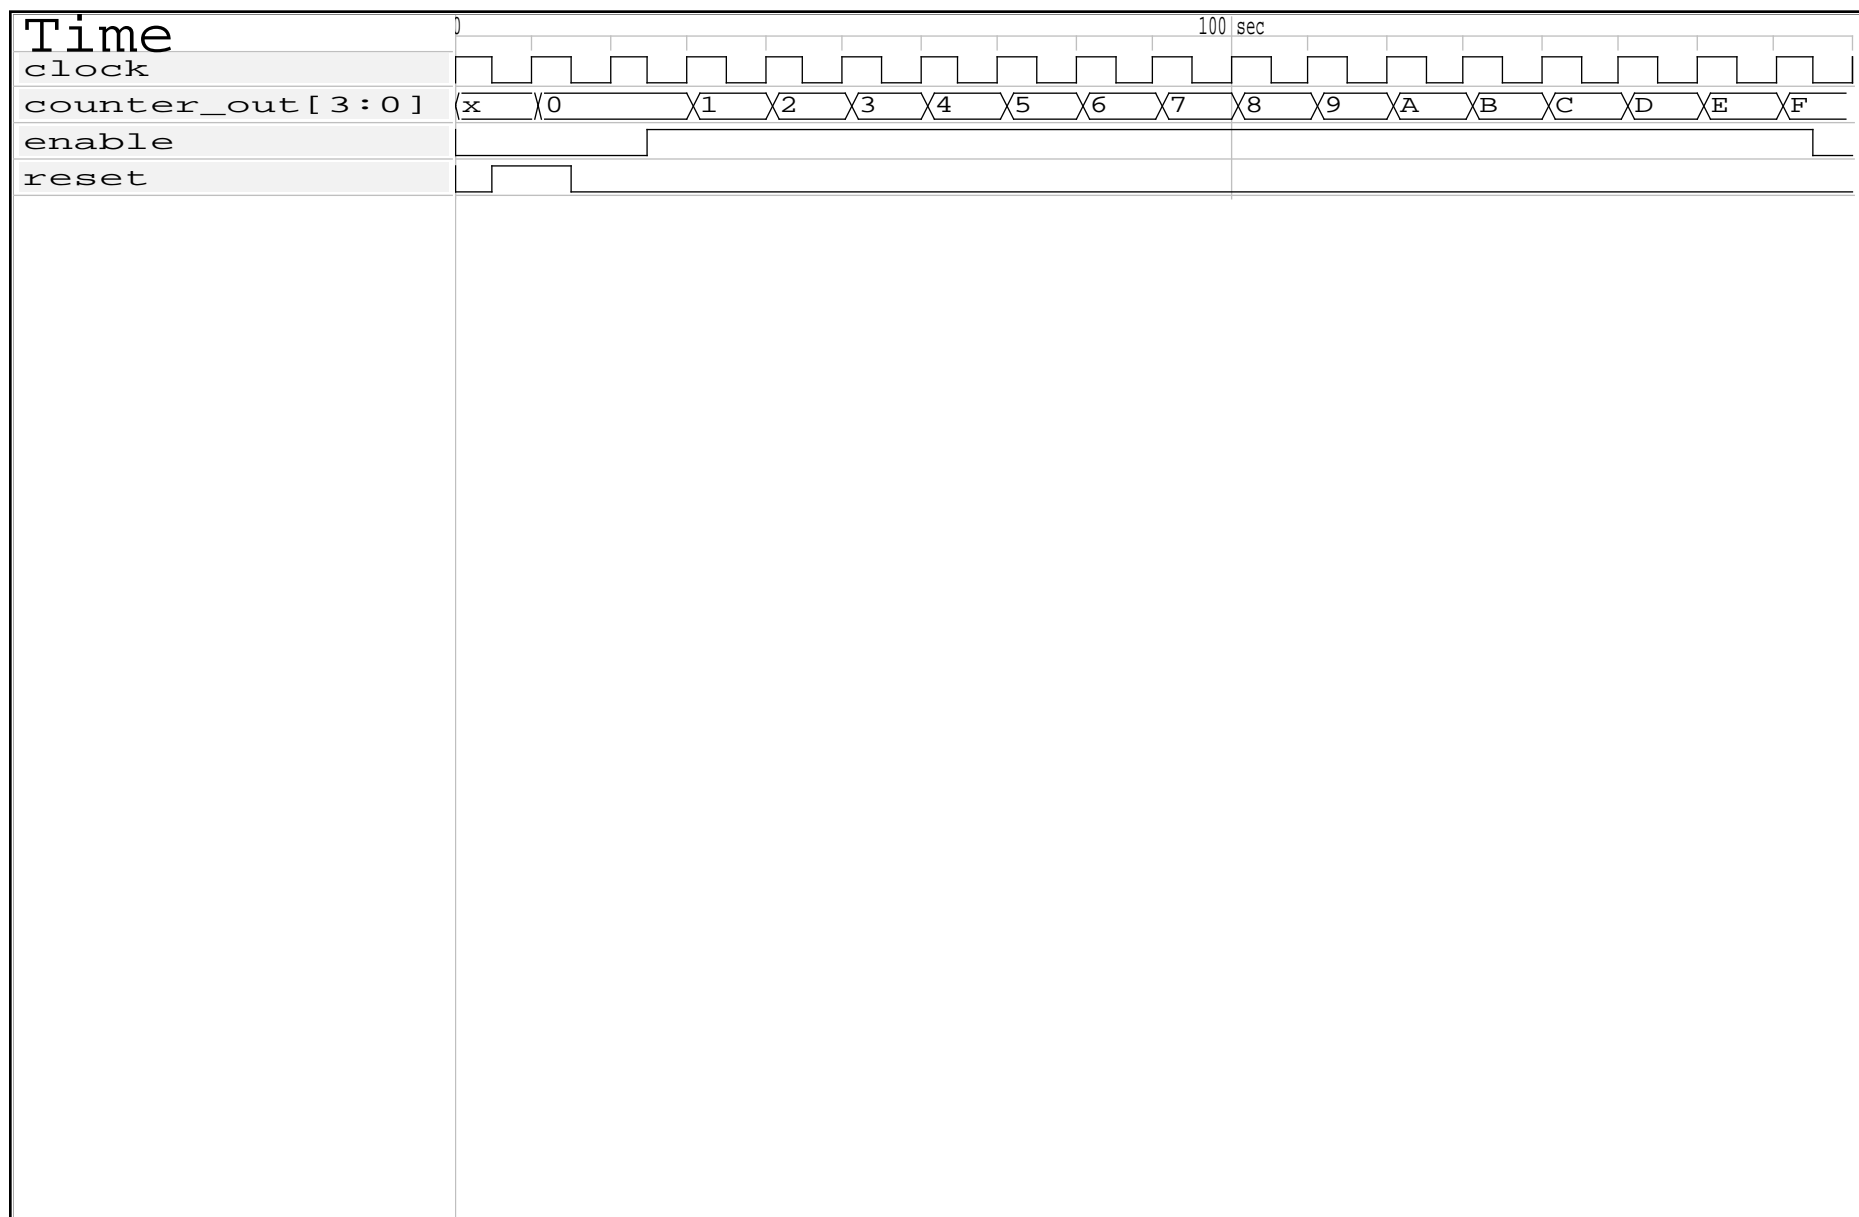 Time
0 100 sec
clock
counter_out[3:0] x 0 1 2 3 4 5 6 7 8 9 A B C D E F
enable
reset